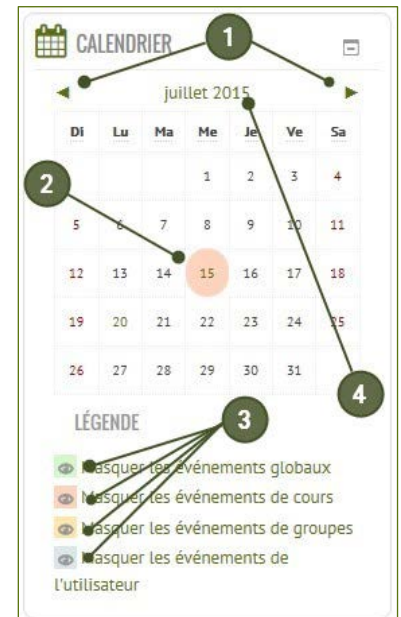 CALENDRIER
1
juillet 2015
Di Lu Ma Me Je Ve Sa
1 2 3 4
2
5 6 7 8 9 10 11
12 13 14 15 16 17 18
19 20 21 22 23 24 25
26 27 28 29 30 31
4
LÉGENDE
3
Masquer les événements globaux
Masquer les événements de cours
Masquer les événements de groupes
Masquer les événements de
l'utilisateur